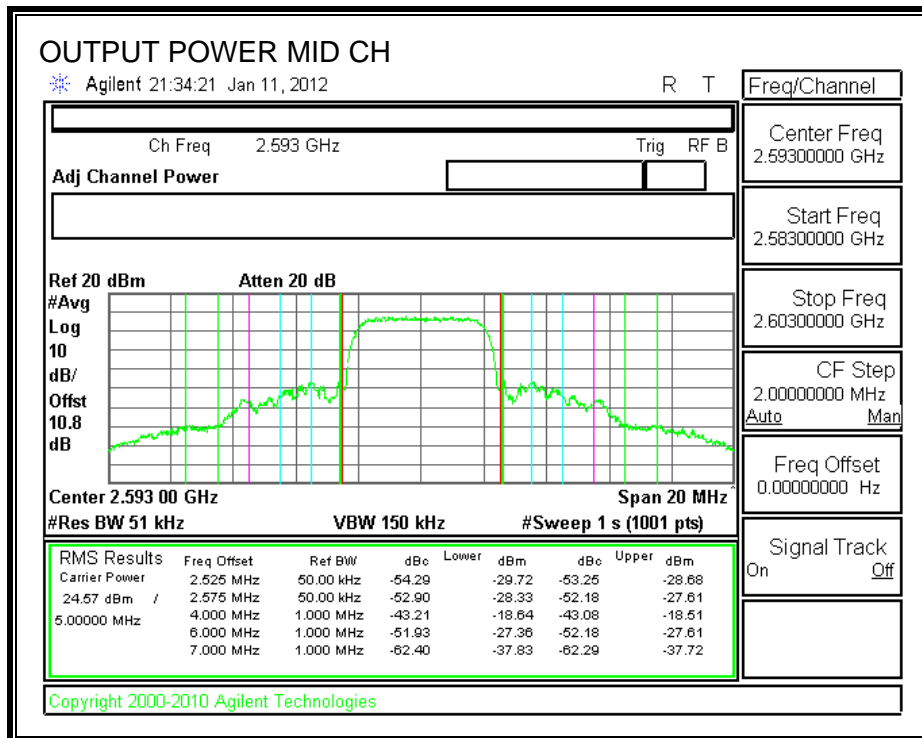 OUTPUT POWER MID CH
Agilent 21:34:21 Jan 11, 2012 R T
Freq/Channel
Ch Freq 2.593 GHz Trig RF B
Adj Channel Power
Center Freq
2.59300000 GHz
Start Freq
2.58300000 GHz
Stop Freq
2.60300000 GHz
CF Step
2.00000000 MHz
Auto Man
Freq Offset
0.00000000 Hz
Signal Track
On Off
Ref 20 dBm Atten 20 dB
#Avg
Log
10
dB/
Offst
10.8
dB
Center 2.593 00 GHz Span 20 MHz
#Res BW 51 kHz VBW 150 kHz #Sweep 1 s (1001 pts)
RMS Results Freq Offset Ref BW dBc Lower dBm dBc Upper dBm
Carrier Power 2.525 MHz 50.00 kHz -54.29 -29.72 -53.25 -28.68
24.57 dBm / 2.575 MHz 50.00 kHz -52.90 -28.33 -52.18 -27.61
5.00000 MHz 4.000 MHz 1.000 MHz -43.21 -18.64 -43.08 -18.51
6.000 MHz 1.000 MHz -51.93 -27.36 -52.18 -27.61
7.000 MHz 1.000 MHz -62.40 -37.83 -62.29 -37.72
Copyright 2000-2010 Agilent Technologies